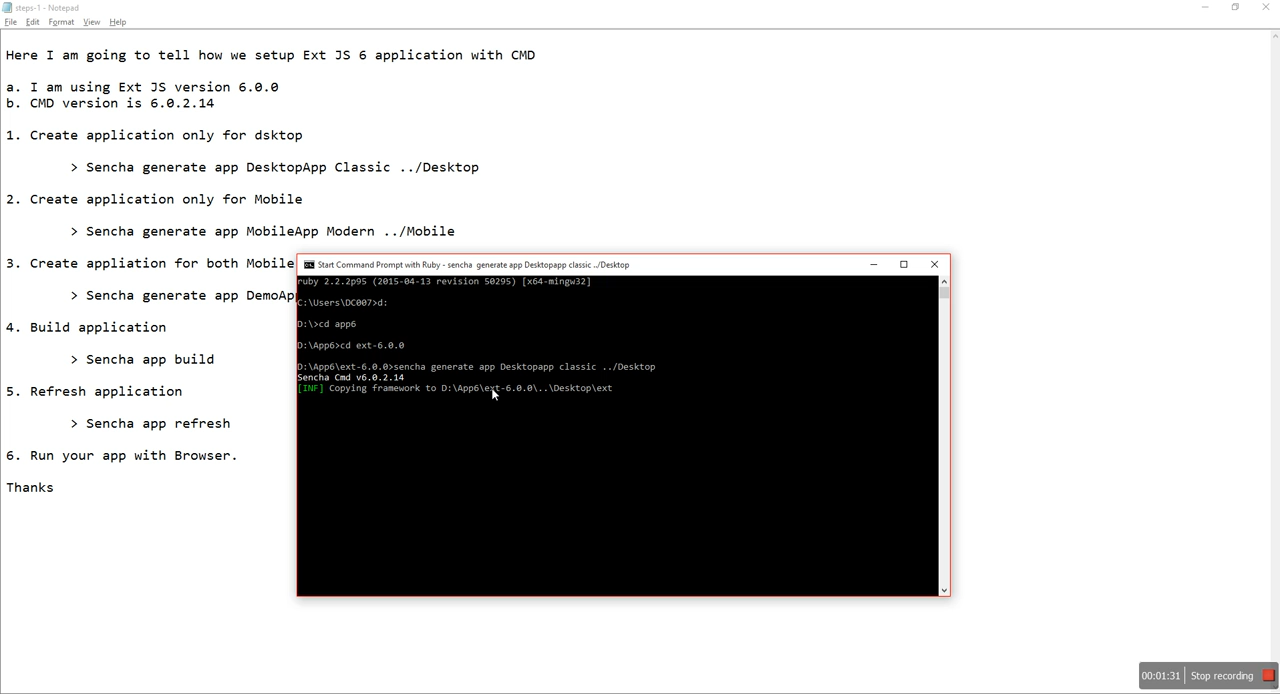 steps-1 - Notepad
File Edit Format View Help
Here I am going to tell how we setup Ext JS 6 application with CMD
a. I am using Ext JS version 6.0.0
b. CMD version is 6.0.2.14
1. Create application only for dsktop
> Sencha generate app DesktopApp Classic ../Desktop
2. Create application only for Mobile
> Sencha generate app MobileApp Modern ../Mobile
3. Create appliation for both Mobile
> Sencha generate app DemoAp
4. Build application
> Sencha app build
5. Refresh application
> Sencha app refresh
6. Run your app with Browser.
Thanks
Start Command Prompt with Ruby - sencha generate app Desktopapp classic ../Desktop
ruby 2.2.2p95 (2015-04-13 revision 50295) [x64-mingw32]
C:\Users\DC007>d:
D:\>cd app6
D:\App6>cd ext-6.0.0
D:\App6\ext-6.0.0>sencha generate app Desktopapp classic ../Desktop
Sencha Cmd v6.0.2.14
[INF] Copying framework to D:\App6\ext-6.0.0\..\Desktop\ext
00:01:31 Stop recording